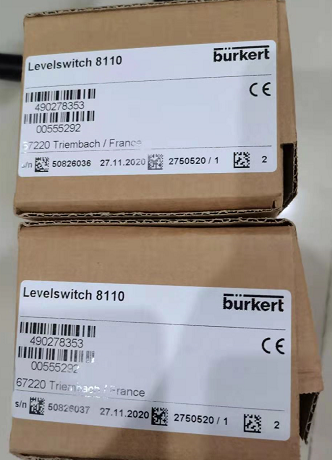 Levelswitch 8110
bürkert
CE
490278353
00555292
67220 Triembach / France
s/n 50826036 27.11.2020 2750520 / 1 2
Levelswitch 8110
bürkert
CE
490278353
00555292
67220 Triembach / France
s/n 50826037 27.11.2020 2750520 / 1 2